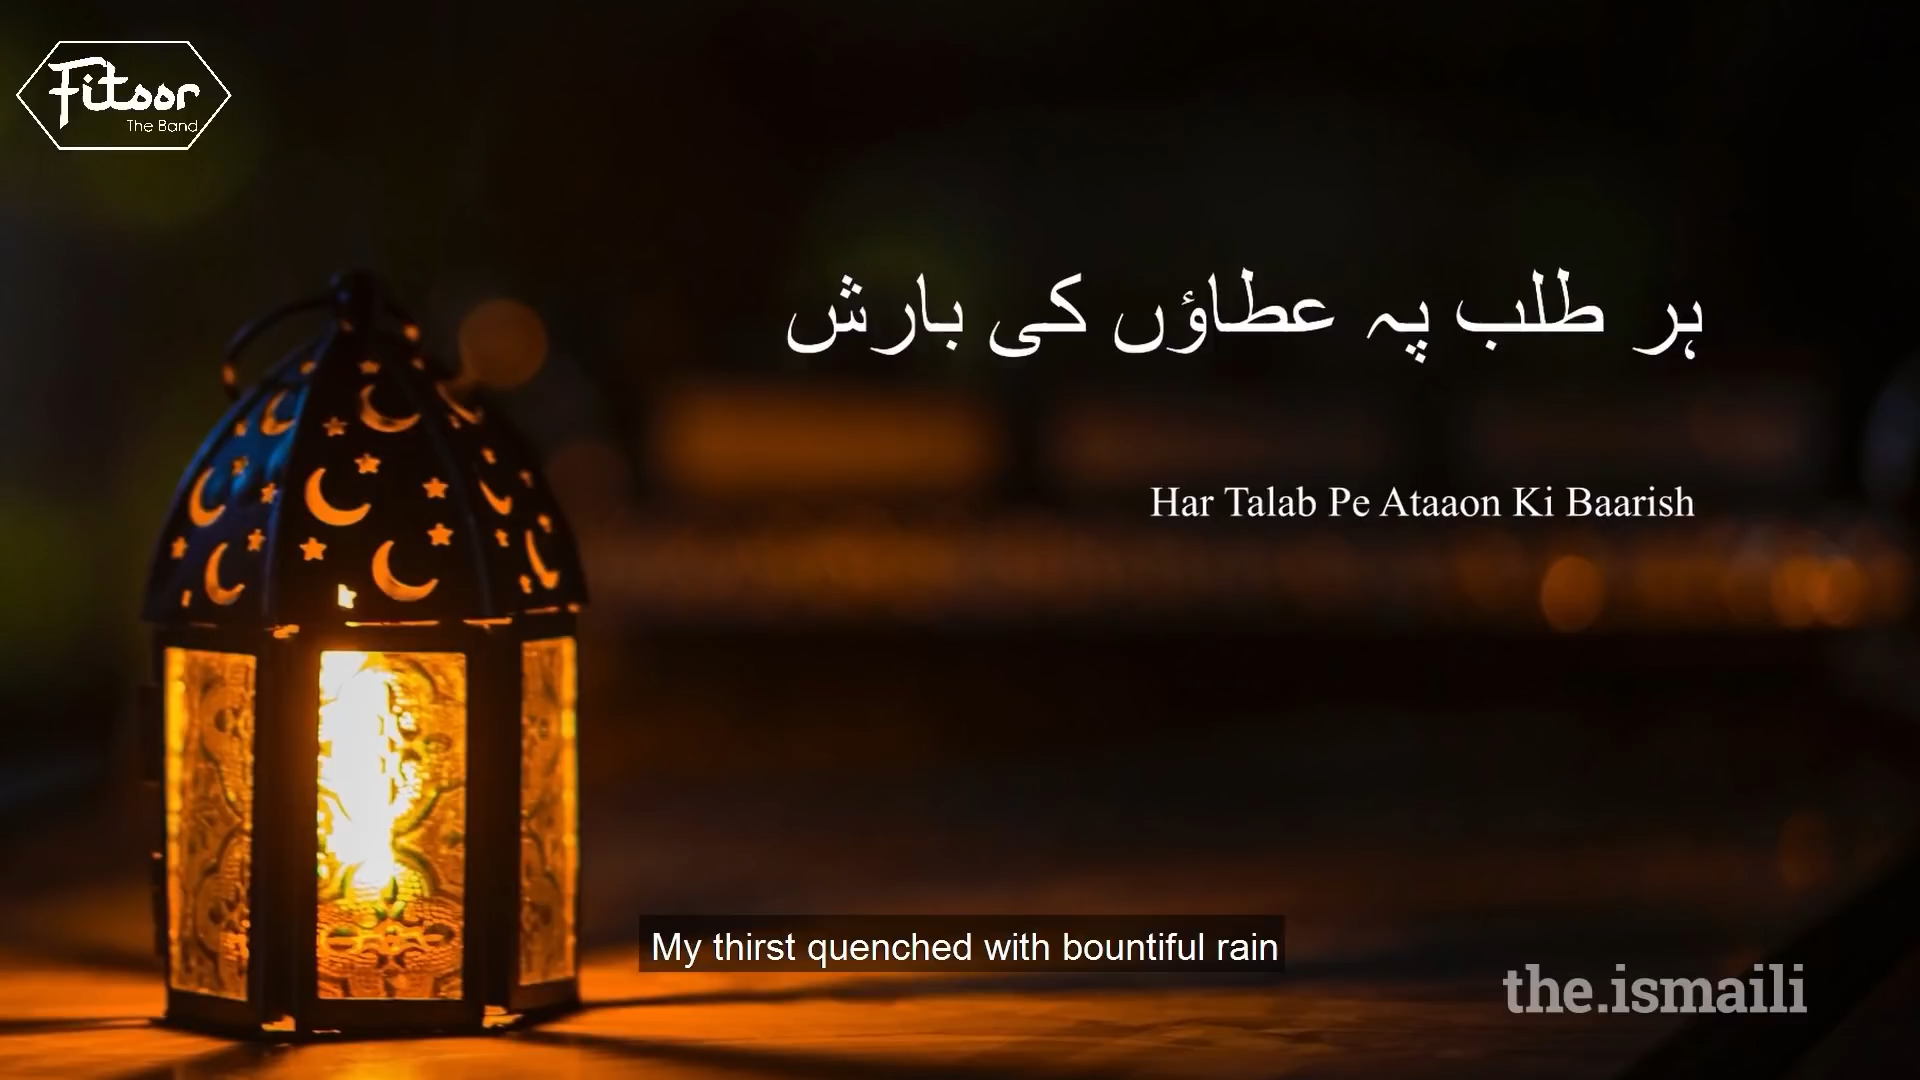 Fitoor
The Band
ہر طلب پہ عطاؤں کی بارش
Har Talab Pe Ataaon Ki Baarish
My thirst quenched with bountiful rain
the.ismaili